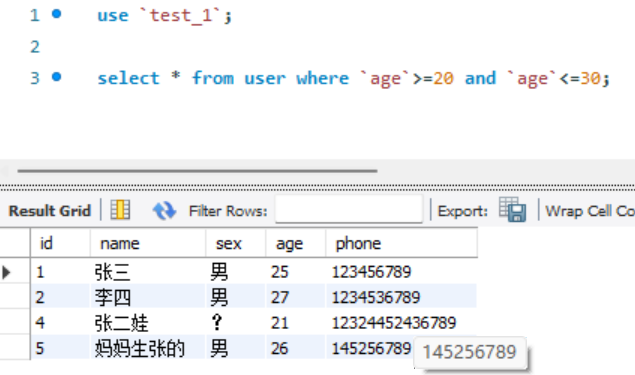 1 use `test_1`;
2
3 select * from user where `age`>=20 and `age`<=30;
Result Grid Filter Rows: Export: Wrap Cell Co
id name sex age phone
1 张三 男 25 123456789
2 李四 男 27 1234536789
4 张二娃 ? 21 12324452436789
5 妈妈生张的 男 26 145256789 145256789